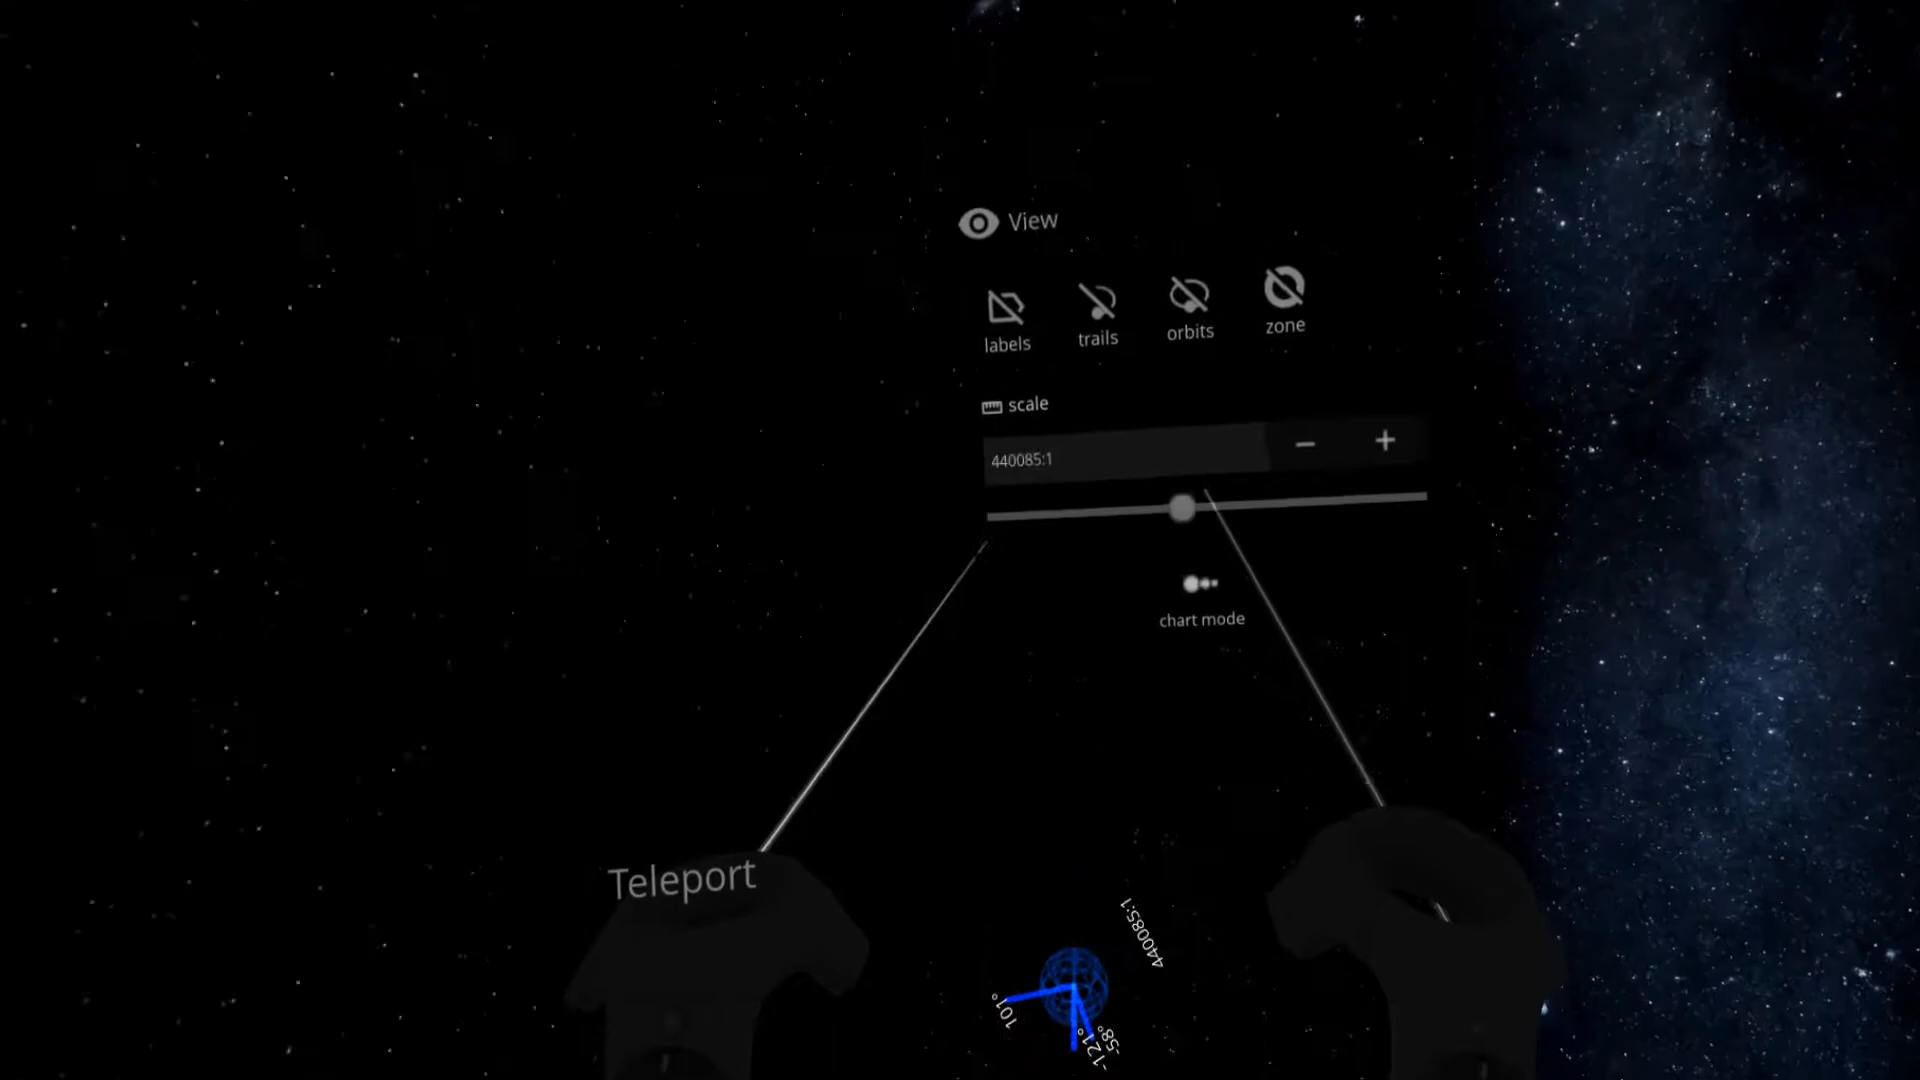 View
labels
trails
orbits
zone
scale
440085:1
chart mode
Teleport
440085:1
101°
-121°
-58°